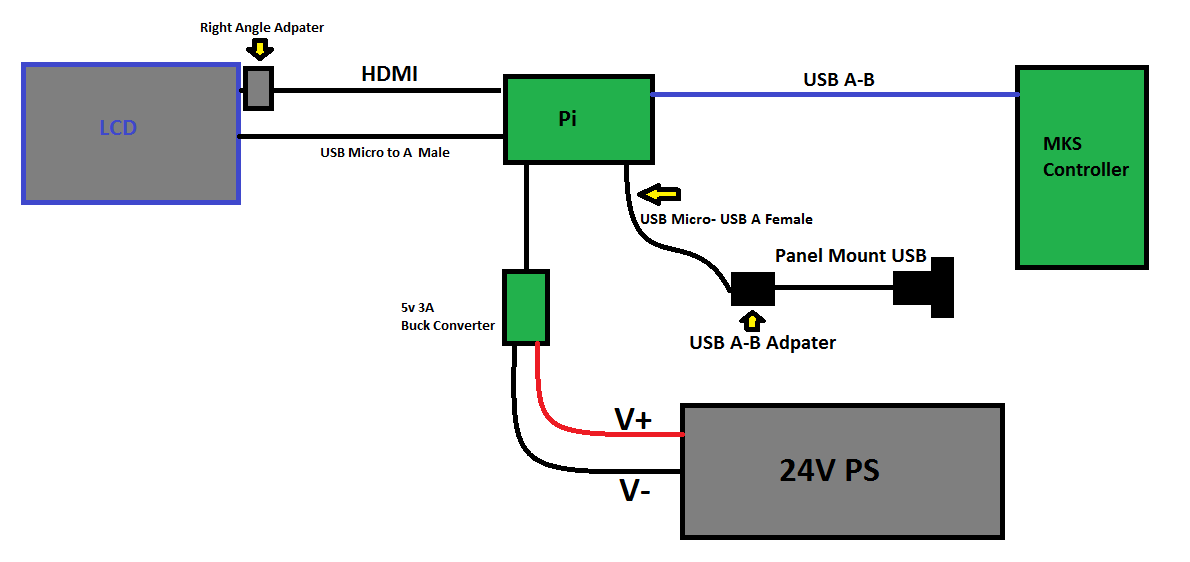 Right Angle Adpater
HDMI
USB A-B
LCD
Pi
MKS
Controller
USB Micro to A  Male
USB Micro- USB A Female
Panel Mount USB
5v 3A
Buck Converter
USB A-B Adpater
V+
24V PS
V-